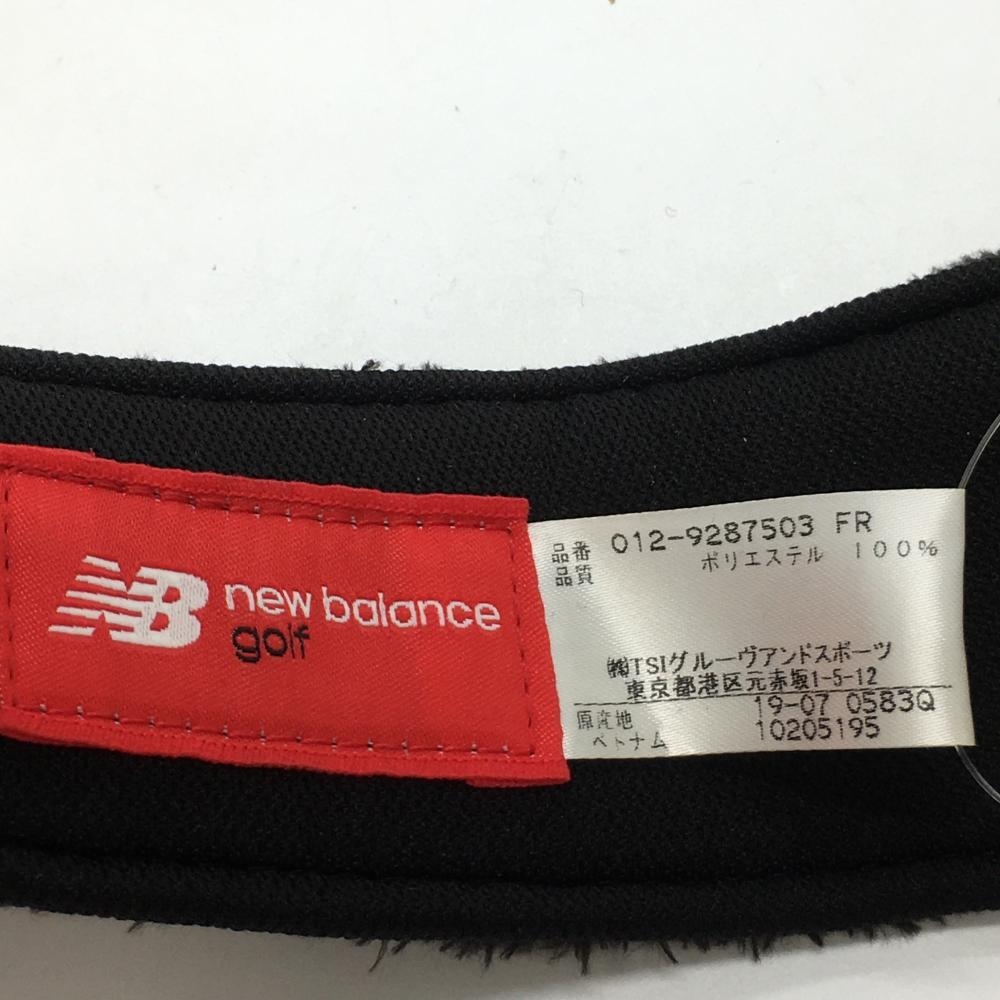 NB new balance
golf
品番 012-9287503 FR
品質 ポリエステル 100%
㈱TSIグルーヴアンドスポーツ
東京都港区元赤坂1-5-12
19-07 0583Q
原産地
ベトナム 10205195